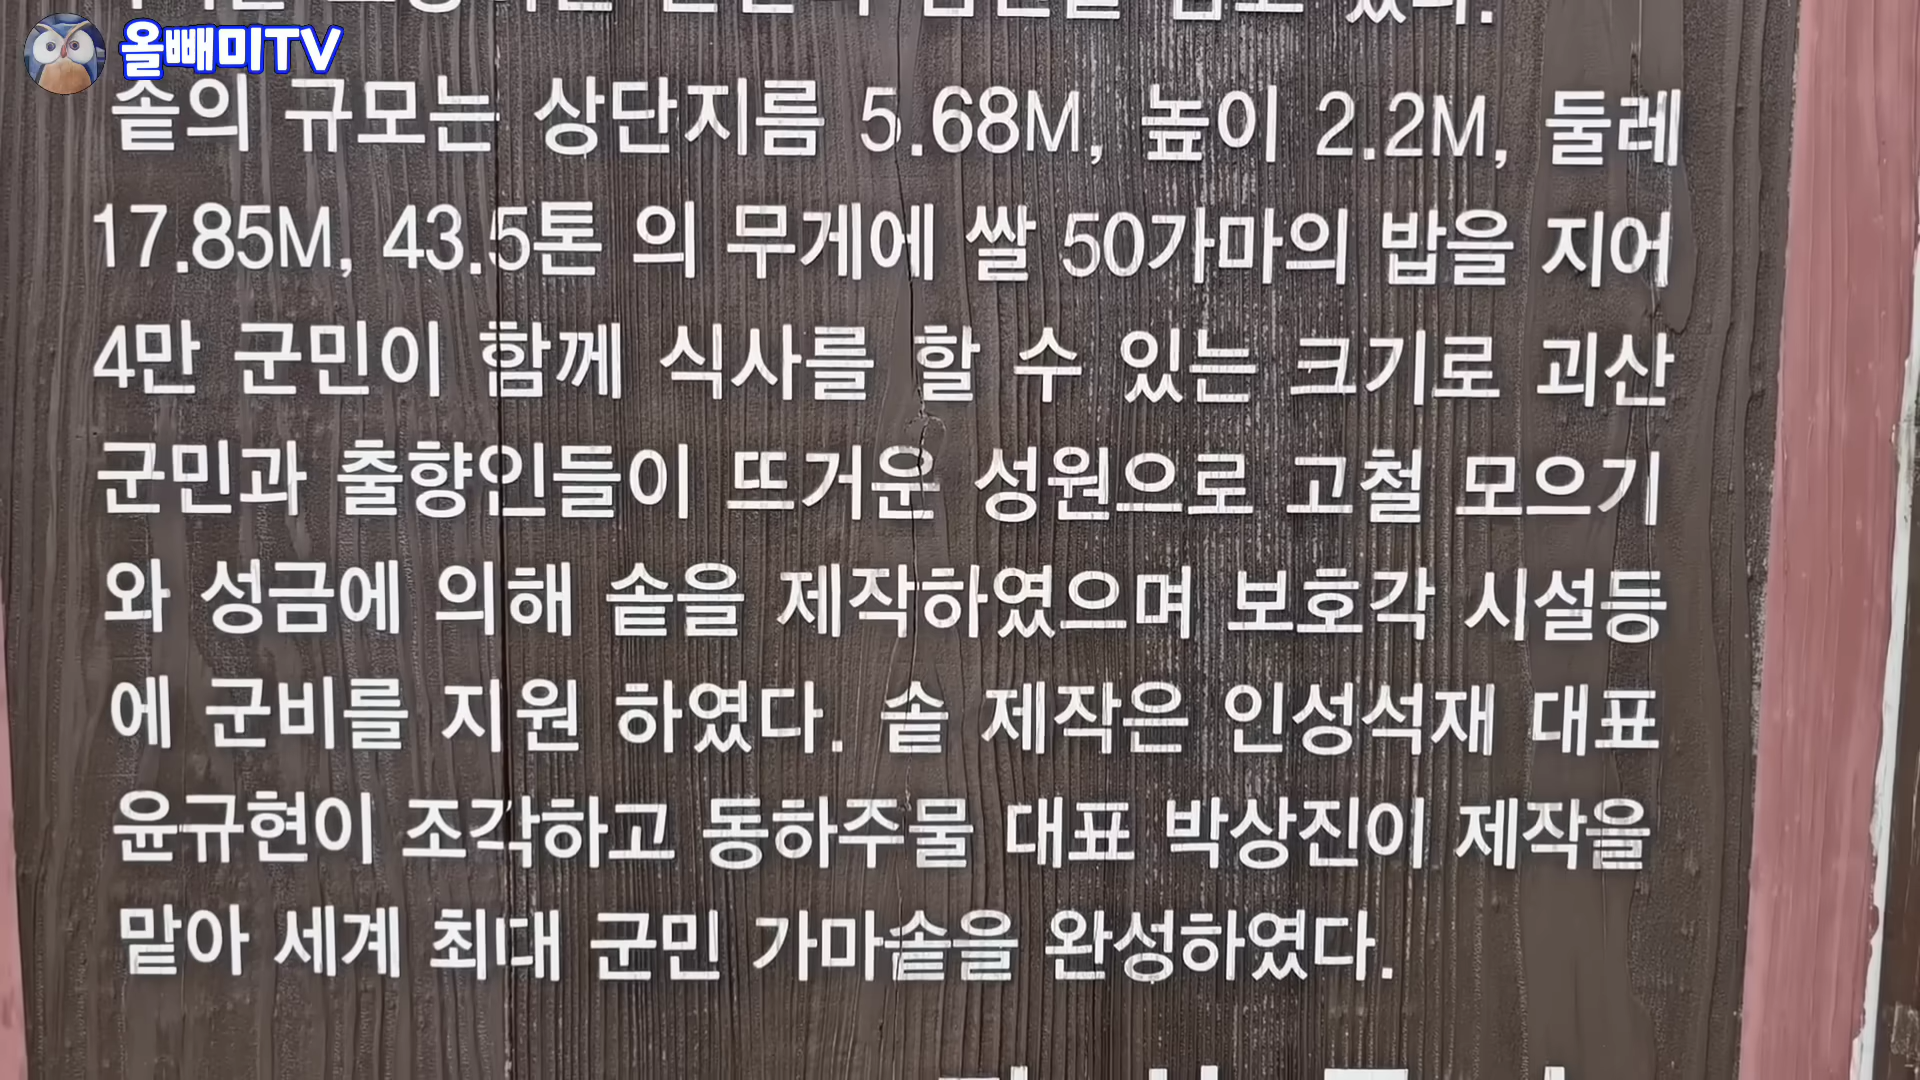 올빼미TV
솥의 규모는 상단지름 5.68M, 높이 2.2M, 둘레
17.85M, 43.5톤 의 무게에 쌀 50가마의 밥을 지어
4만 군민이 함께 식사를 할 수 있는 크기로 괴산
군민과 출향인들이 뜨거운 성원으로 고철 모으기
와 성금에 의해 솥을 제작하였으며 보호각 시설등
에 군비를 지원 하였다. 솥 제작은 인성석재 대표
윤규현이 조각하고 동하주물 대표 박상진이 제작을
맡아 세계 최대 군민 가마솥을 완성하였다.